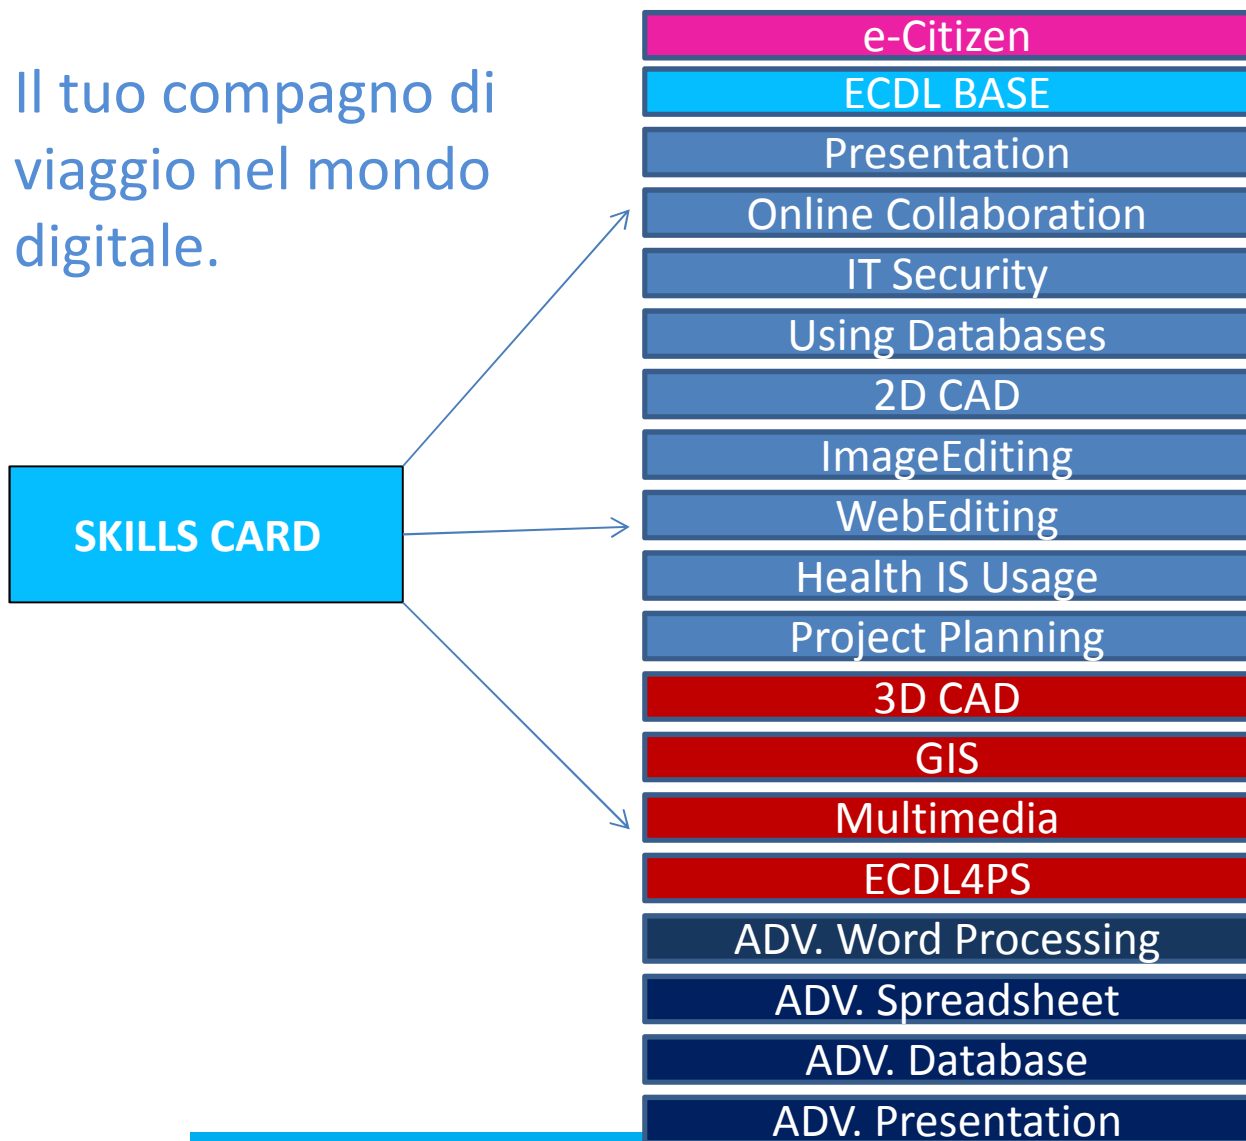 Il tuo compagno di
viaggio nel mondo
digitale.
SKILLS CARD
e-Citizen
ECDL BASE
Presentation
Online Collaboration
IT Security
Using Databases
2D CAD
ImageEditing
WebEditing
Health IS Usage
Project Planning
3D CAD
GIS
Multimedia
ECDL4PS
ADV. Word Processing
ADV. Spreadsheet
ADV. Database
ADV. Presentation